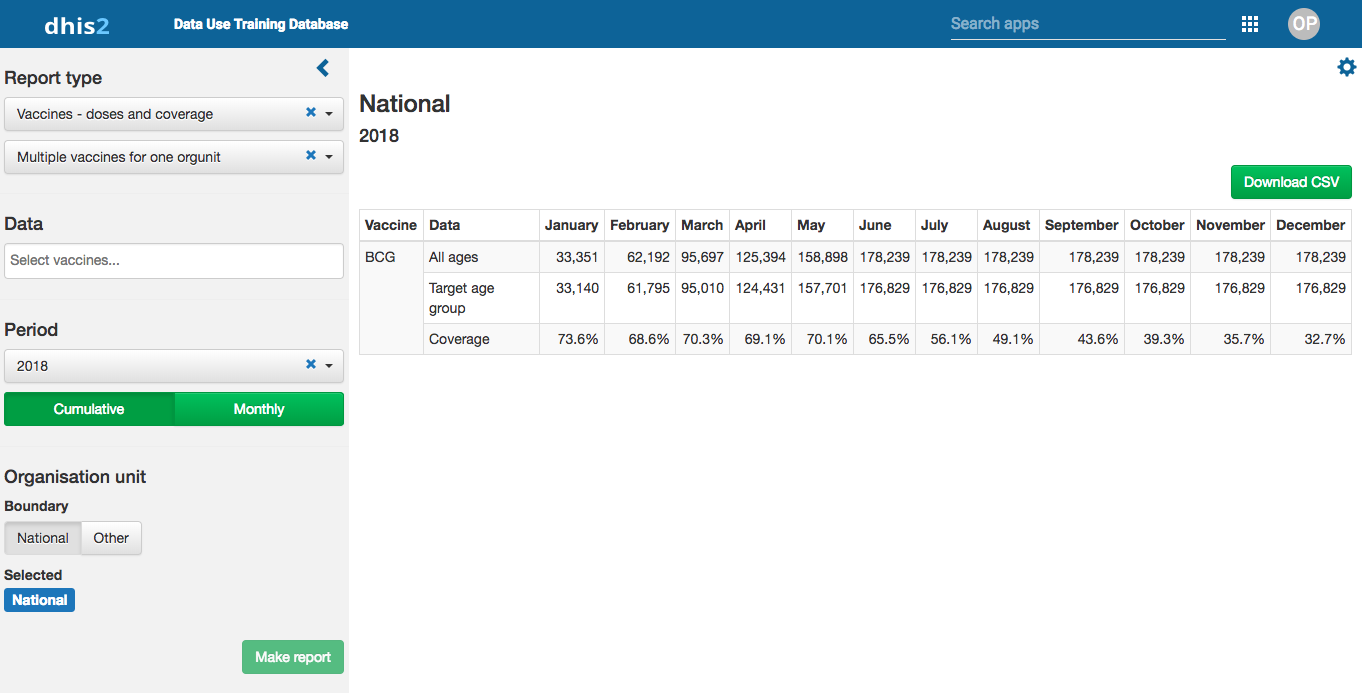 dhis2
Data Use Training Database
Search apps
OP
Report type
Vaccines - doses and coverage
Multiple vaccines for one orgunit
Data
Select vaccines...
Period
2018
Cumulative Monthly
Organisation unit
Boundary
National Other
Selected
National
Make report
National
2018
Download CSV
Vaccine Data January February March April May June July August September October November December
BCG All ages 33,351 62,192 95,697 125,394 158,898 178,239 178,239 178,239 178,239 178,239 178,239 178,239
Target age 33,140 61,795 95,010 124,431 157,701 176,829 176,829 176,829 176,829 176,829 176,829 176,829
group
Coverage 73.6% 68.6% 70.3% 69.1% 70.1% 65.5% 56.1% 49.1% 43.6% 39.3% 35.7% 32.7%